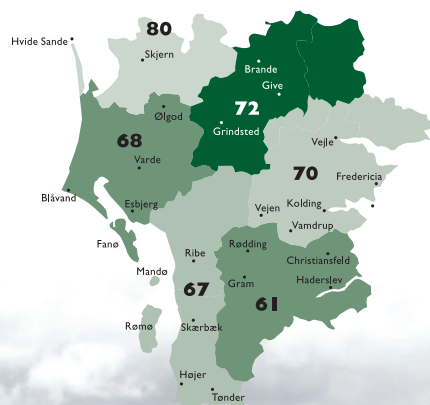 80
Hvide Sande
Skjern
Brande
Give
72
Ølgod
Grindsted
68
Vejle
Varde
70
Fredericia
Blåvand
Esbjerg
Vejen
Kolding
Vamdrup
Fanø
Rødding
Ribe
Christiansfeld
Mandø
Gram
Haderslev
67
61
Rømø
Skærbæk
Højer
Tønder